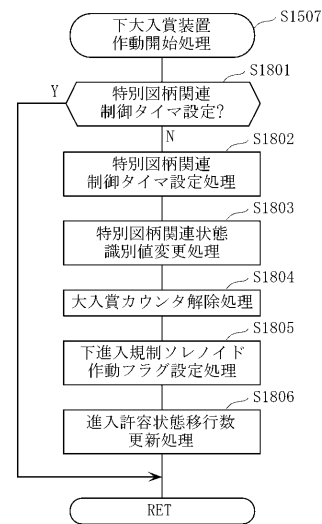 下大入賞装置
作動開始処理
S1507
S1801
Y
特別図柄関連
制御タイマ設定?
N
S1802
特別図柄関連
制御タイマ設定処理
S1803
特別図柄関連状態
識別値変更処理
S1804
大入賞カウンタ解除処理
S1805
下進入規制ソレノイド
作動フラグ設定処理
S1806
進入許容状態移行数
更新処理
RET